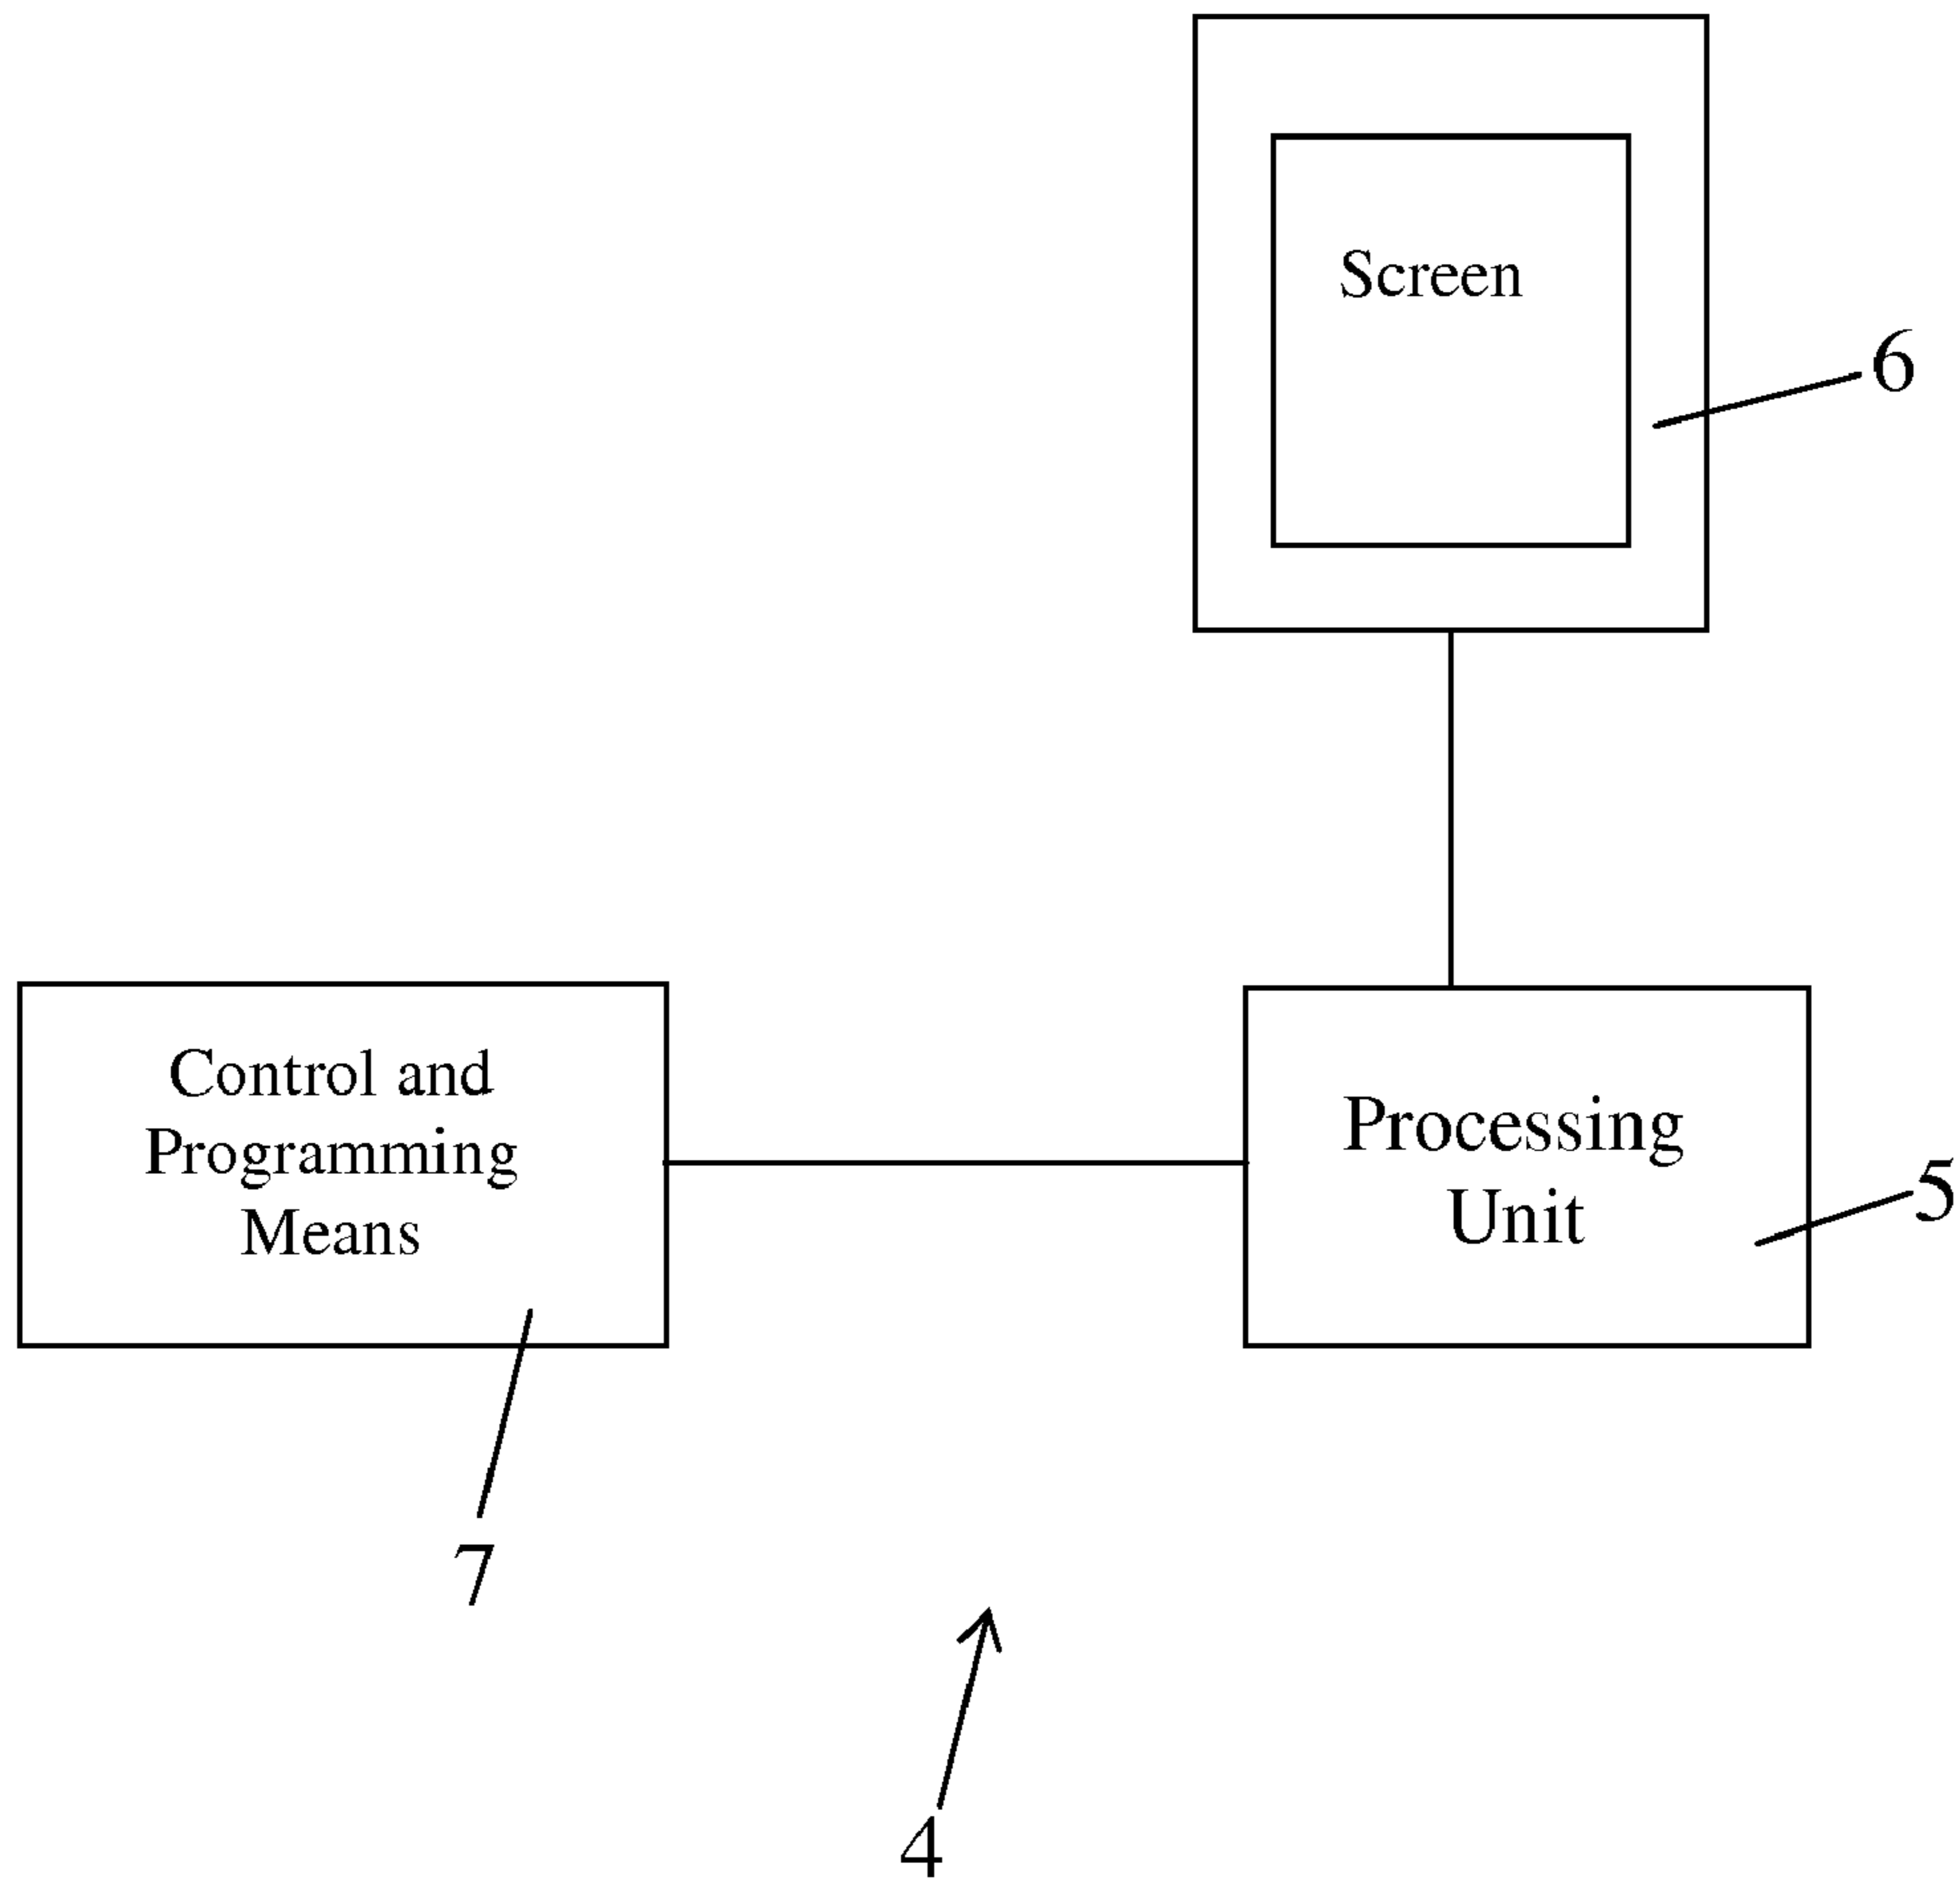 Screen
6
Control and
Programming
Means
Processing
Unit
5
7
4